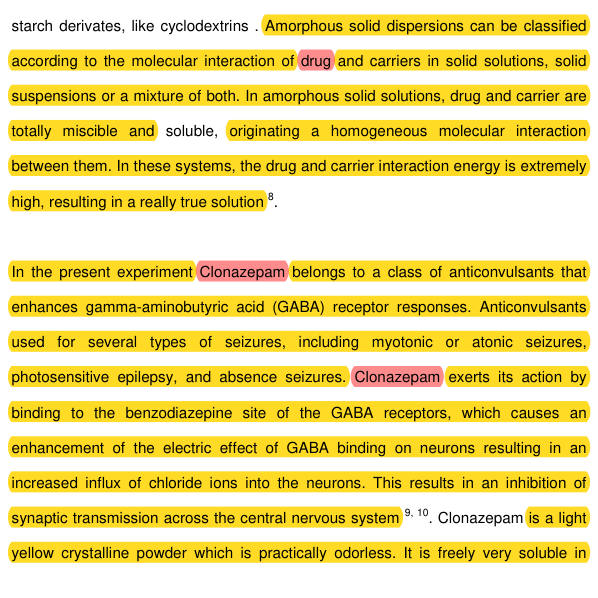 starch derivates, like cyclodextrins . Amorphous solid dispersions can be classified
according to the molecular interaction of drug and carriers in solid solutions, solid
suspensions or a mixture of both. In amorphous solid solutions, drug and carrier are
totally miscible and soluble, originating a homogeneous molecular interaction
between them. In these systems, the drug and carrier interaction energy is extremely
high, resulting in a really true solution 8.
In the present experiment Clonazepam belongs to a class of anticonvulsants that
enhances gamma-aminobutyric acid (GABA) receptor responses. Anticonvulsants
used for several types of seizures, including myotonic or atonic seizures,
photosensitive epilepsy, and absence seizures. Clonazepam exerts its action by
binding to the benzodiazepine site of the GABA receptors, which causes an
enhancement of the electric effect of GABA binding on neurons resulting in an
increased influx of chloride ions into the neurons. This results in an inhibition of
synaptic transmission across the central nervous system 9, 10. Clonazepam is a light
yellow crystalline powder which is practically odorless. It is freely very soluble in